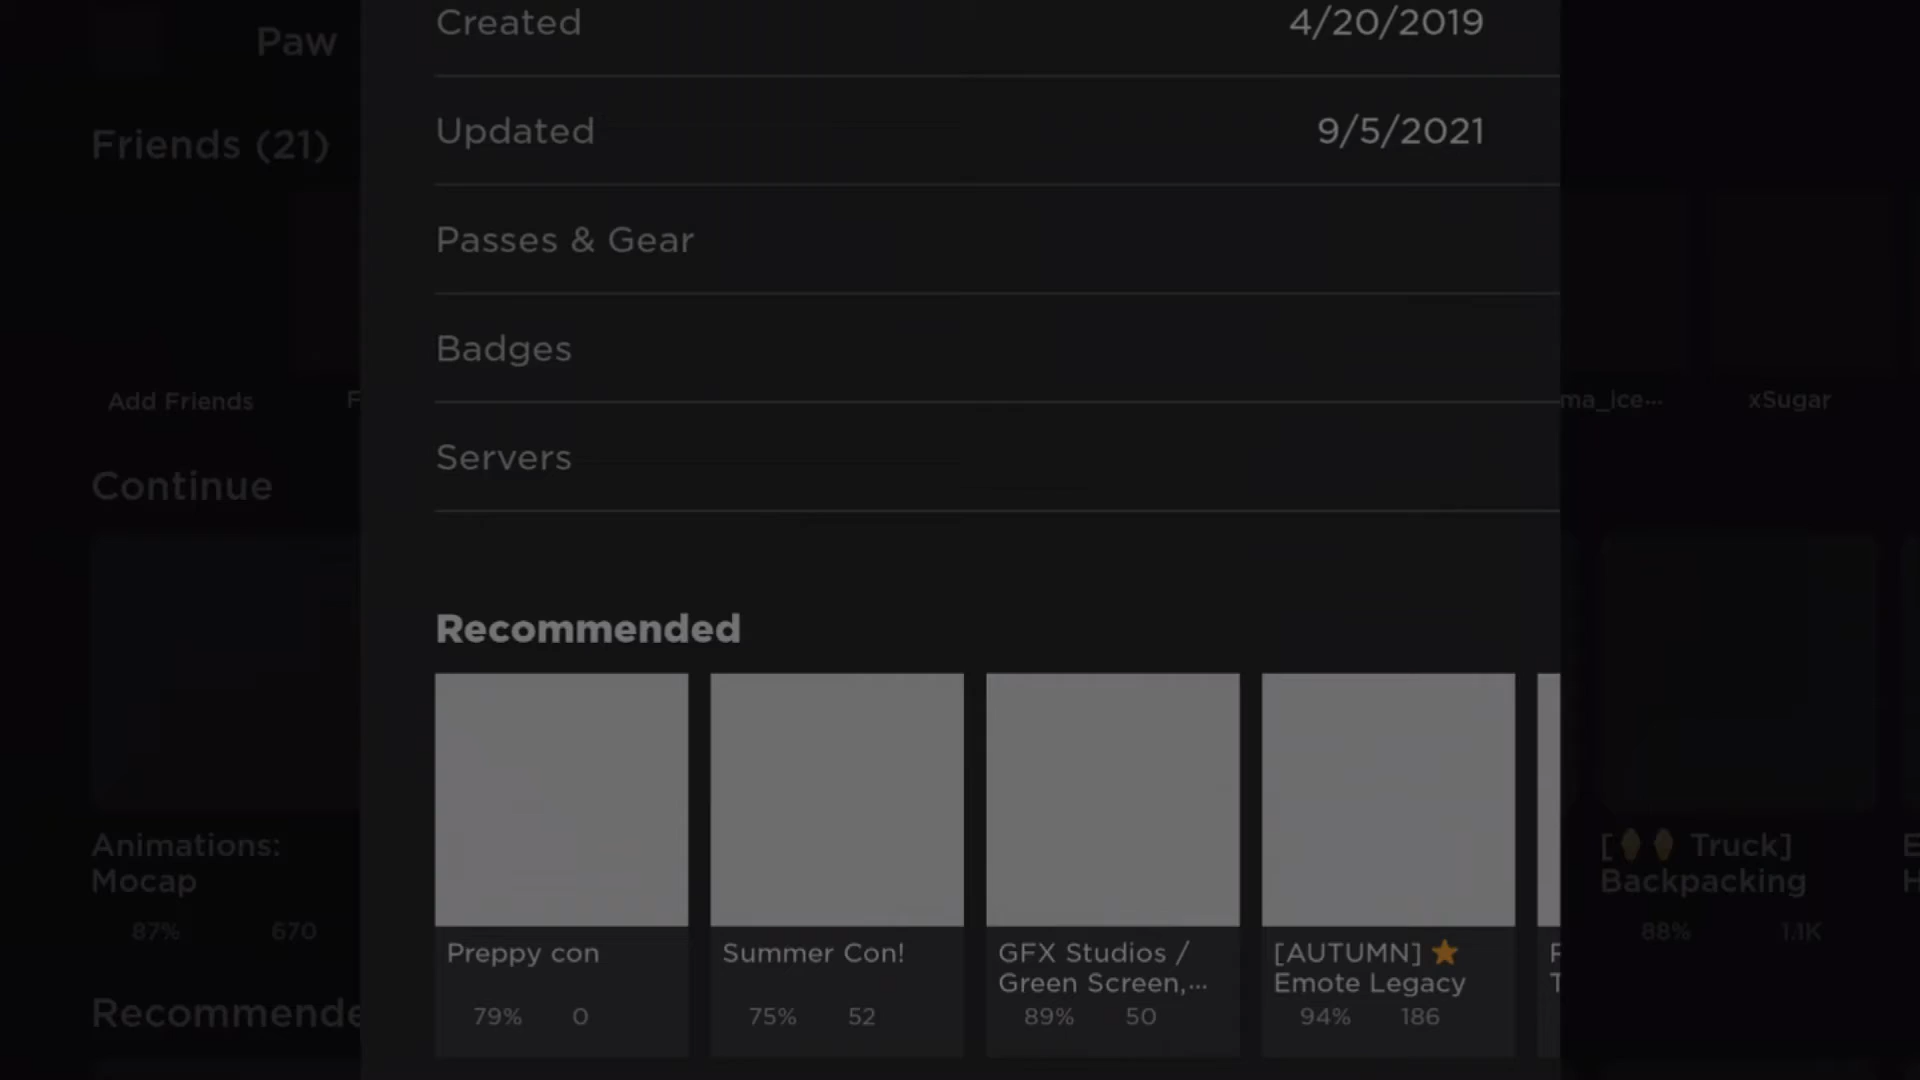 Paw
Friends (21)
Add Friends
ma_ice...
xSugar
Continue
Animations:
Mocap
87% 670
Recommende
Created 4/20/2019
Updated 9/5/2021
Passes & Gear
Badges
Servers
Recommended
Preppy con
79% 0
Summer Con!
75% 52
GFX Studios /
Green Screen,...
89% 50
[AUTUMN] ⭐
Emote Legacy
94% 186
[🍦🍦 Truck]
Backpacking
88% 1.1K